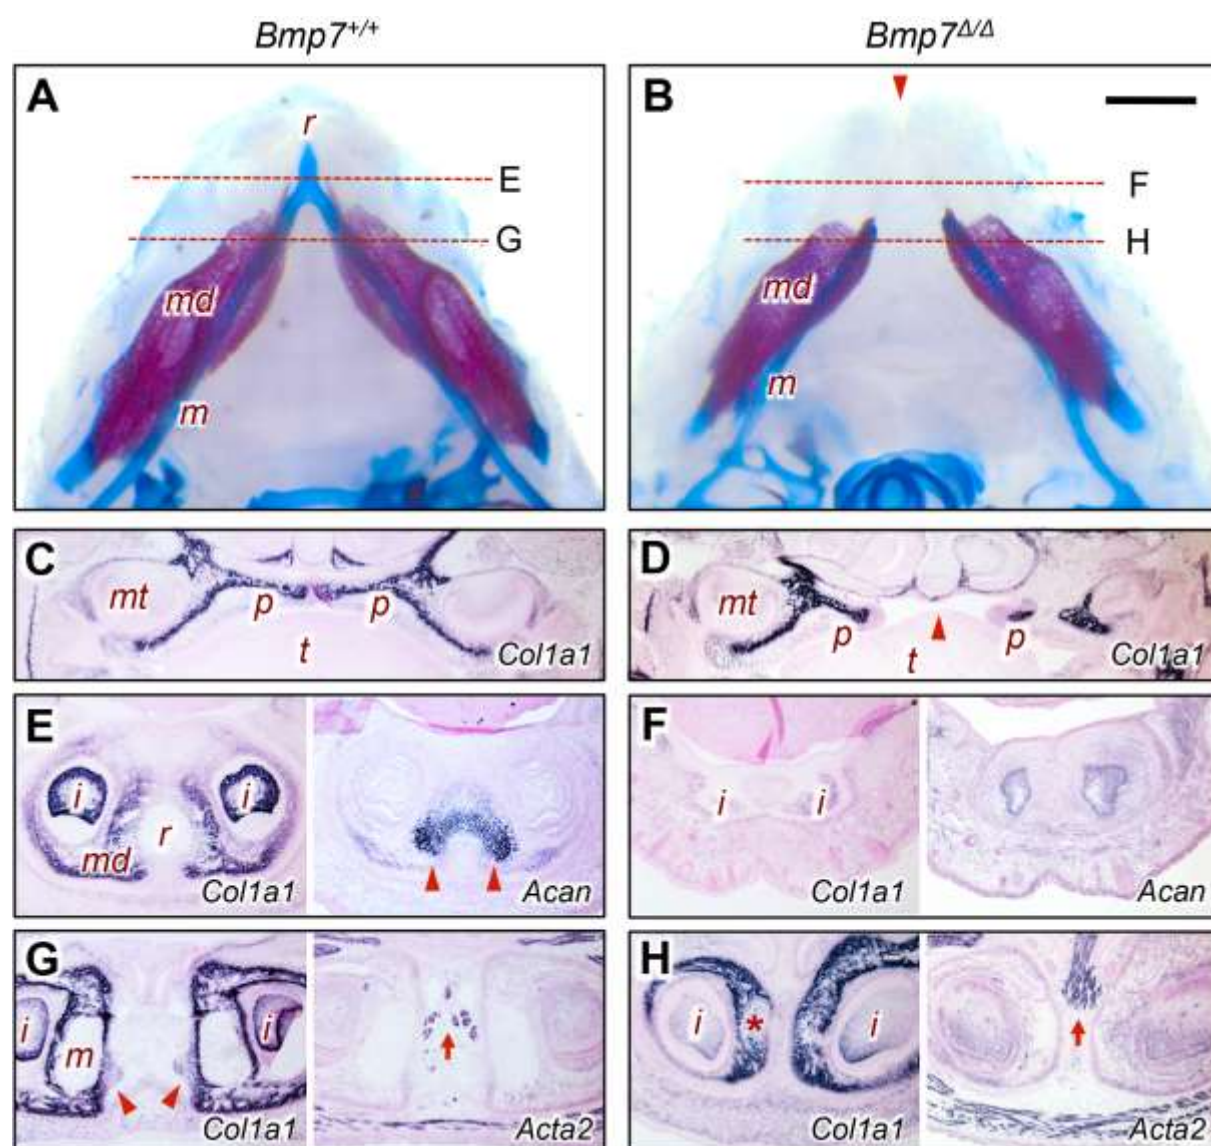 Bmp7+/+
Bmp7Δ/Δ
A
r
E
G
md
m
B
F
H
md
m
C
mt
p
p
t
Col1a1
D
mt
p
t
p
Col1a1
E
i
i
r
md
Col1a1
Acan
F
i
i
Col1a1
Acan
G
i
m
i
Col1a1
Acta2
H
i
*
i
Col1a1
Acta2